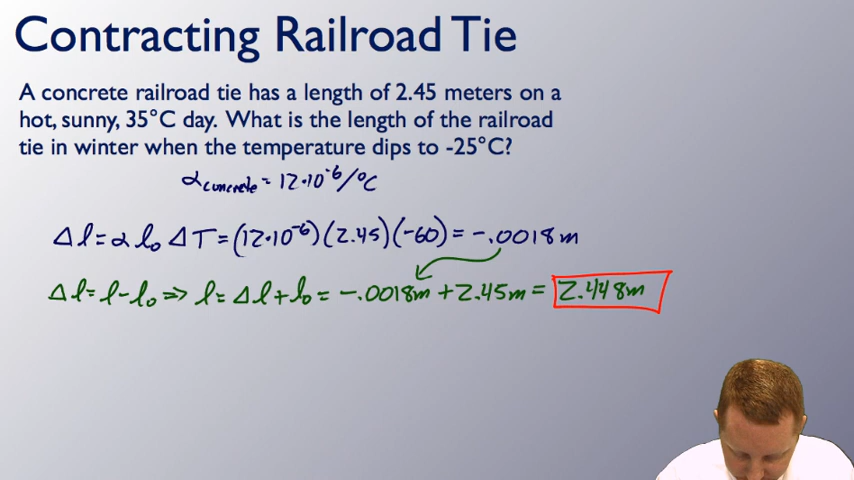 Contracting Railroad Tie
A concrete railroad tie has a length of 2.45 meters on a
hot, sunny, 35°C day. What is the length of the railroad
tie in winter when the temperature dips to -25°C?
α concrete = 12·10⁻⁶/°C
Δl = α l₀ ΔT = (12·10⁻⁶)(2.45)(-60) = -.0018m
Δl = l - l₀ ⇒ l = Δl + l₀ = -.0018m + 2.45m = 2.448m